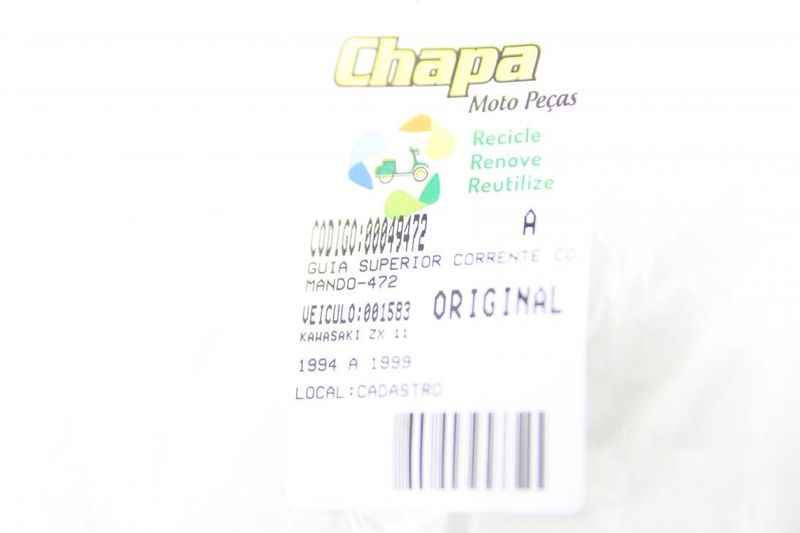 Chapa
Moto Peças
Recicle
Renove
Reutilize
CODIGO:00049472 A
GUIA SUPERIOR CORRENTE CO
MANDO-472
VEICULO:001583 ORIGINAL
KAWASAKI ZX 11
1994 A 1999
LOCAL:CADASTRO